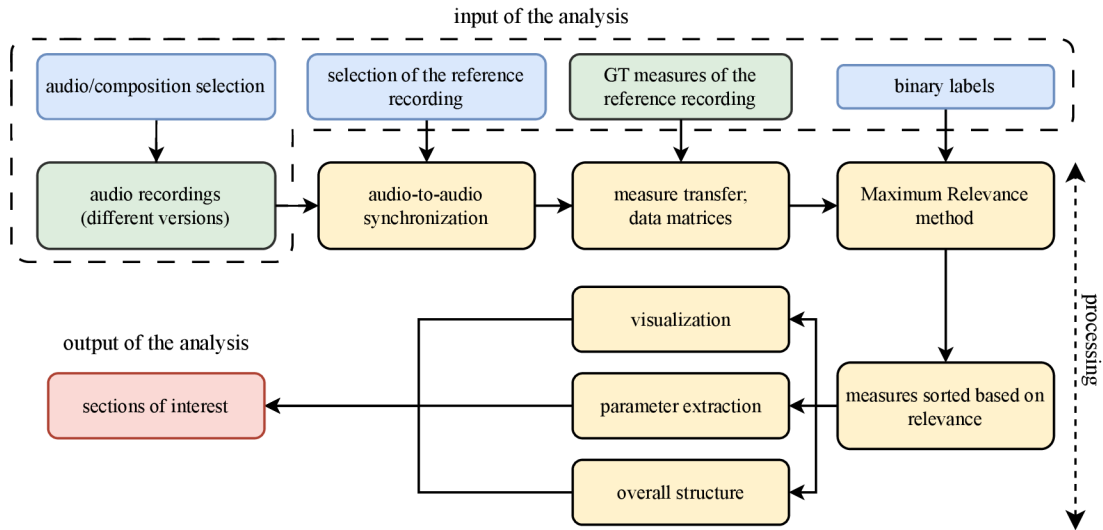 input of the analysis
audio/composition selection
selection of the reference
recording
GT measures of the
reference recording
binary labels
audio recordings
(different versions)
audio-to-audio
synchronization
measure transfer;
data matrices
Maximum Relevance
method
processing
visualization
output of the analysis
sections of interest
parameter extraction
measures sorted based on
relevance
overall structure